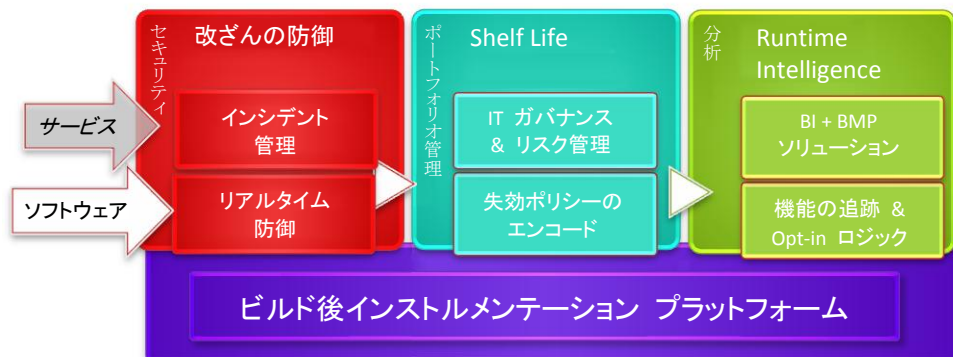 サービス
ソフトウェア
セキュリティ
改ざんの防御
インシデント
管理
リアルタイム
防御
ポートフォリオ管理
Shelf Life
IT ガバナンス
& リスク管理
失効ポリシーの
エンコード
分析
Runtime
Intelligence
BI + BMP
ソリューション
機能の追跡 &
Opt-in ロジック
ビルド後インストルメンテーション プラットフォーム